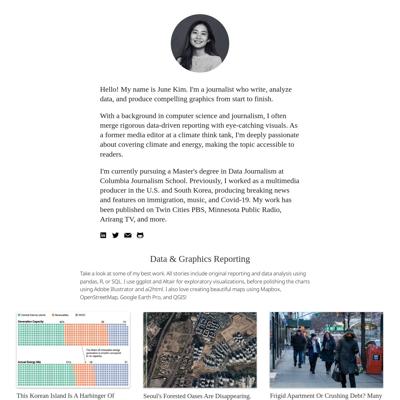 Hello! My name is June Kim. I'm a journalist who write, analyze
data, and produce compelling graphics from start to finish.
With a background in computer science and journalism, I often
merge rigorous data-driven reporting with eye-catching visuals. As
a former media editor at a climate think tank, I'm deeply passionate
about covering climate and energy, making the topic accessible to
readers.
I'm currently pursuing a Master's degree in Data Journalism at
Columbia Journalism School. Previously, I worked as a multimedia
producer in the U.S. and South Korea, producing breaking news
and features on immigration, music, and Covid-19. My work has
been published on Twin Cities PBS, Minnesota Public Radio,
Arirang TV, and more.
Data & Graphics Reporting
Take a look at some of my best work. All stories include original reporting and data analysis using
pandas, R, or SQL. I use ggplot and Altair for exploratory visualizations, before polishing the charts
using Adobe Illustrator and ai2html. I also love creating beautiful maps using Mapbox,
OpenStreetMap, Google Earth Pro, and QGIS!
Generation Capacity
Actual Energy Mix
This Korean Island Is A Harbinger Of
Seoul's Forested Oases Are Disappearing.
Frigid Apartment Or Crushing Debt? Many